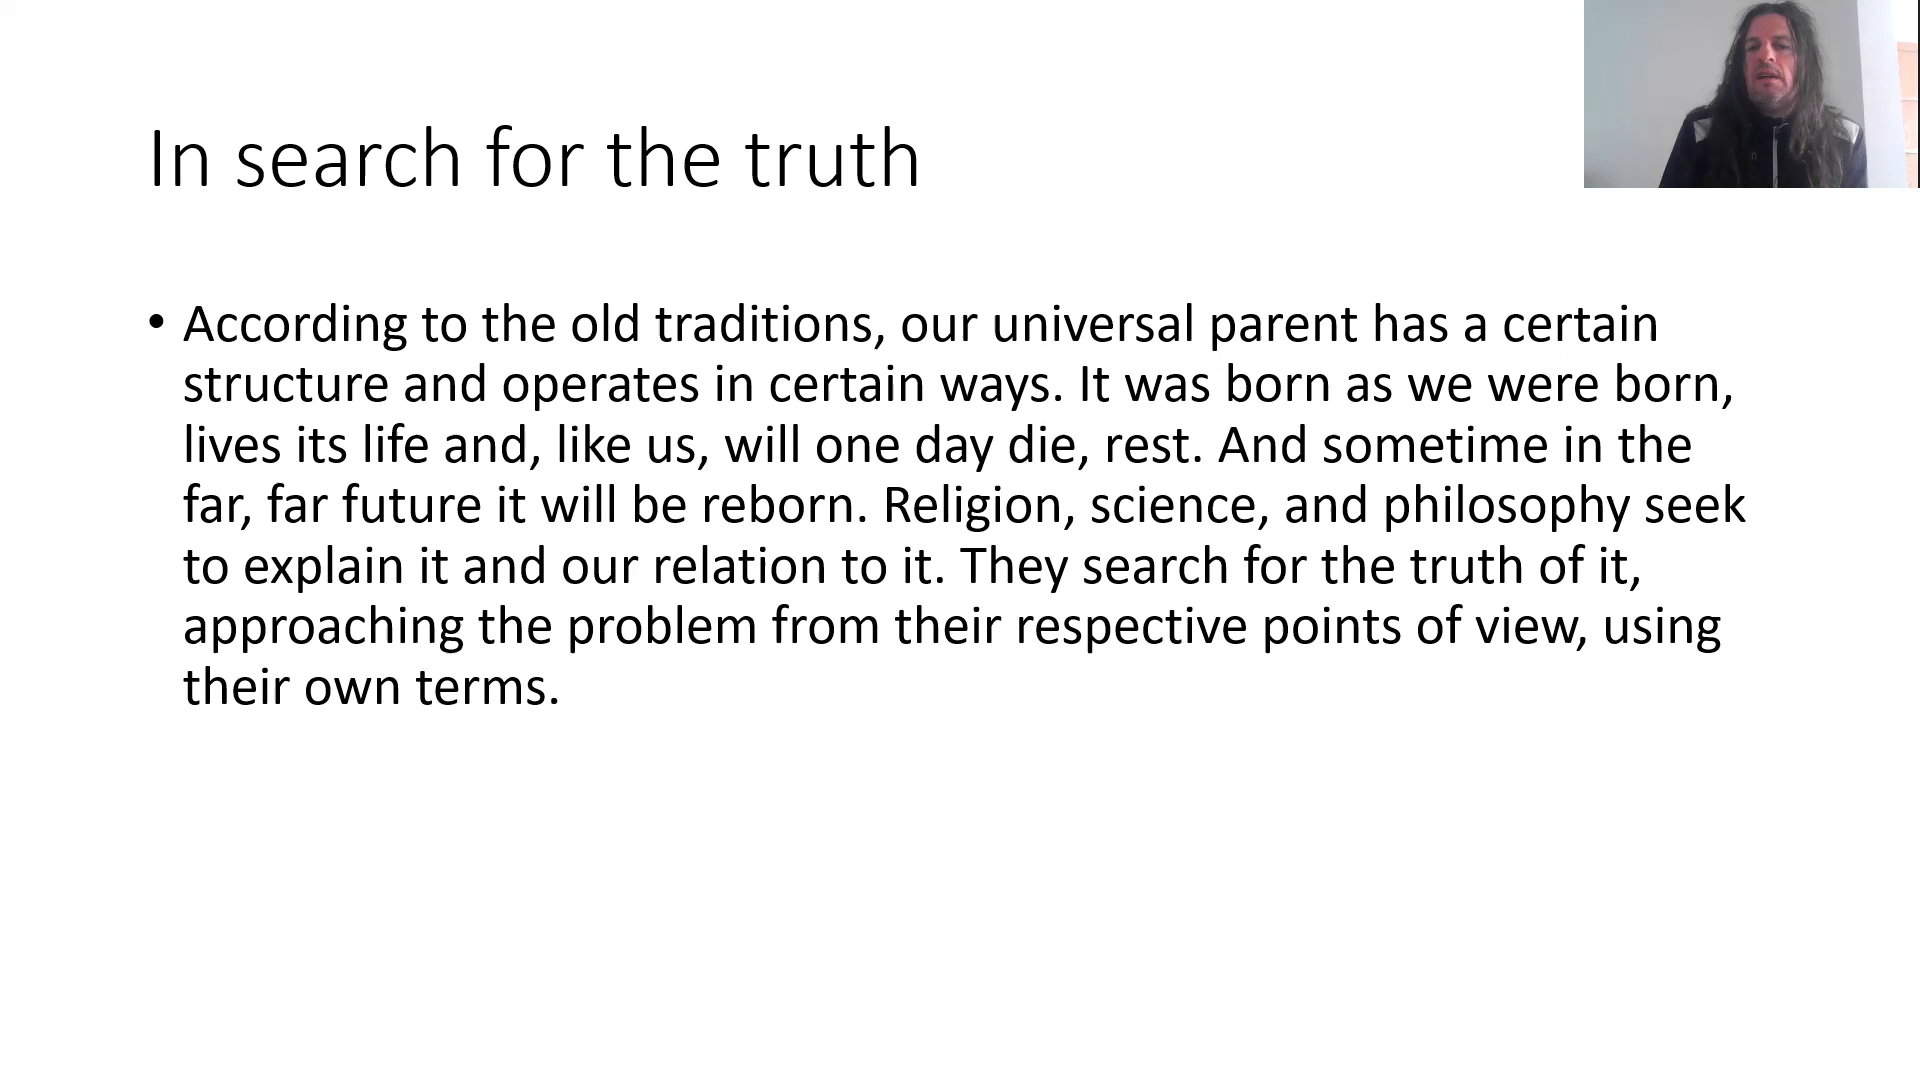 In search for the truth
• According to the old traditions, our universal parent has a certain
structure and operates in certain ways. It was born as we were born,
lives its life and, like us, will one day die, rest. And sometime in the
far, far future it will be reborn. Religion, science, and philosophy seek
to explain it and our relation to it. They search for the truth of it,
approaching the problem from their respective points of view, using
their own terms.